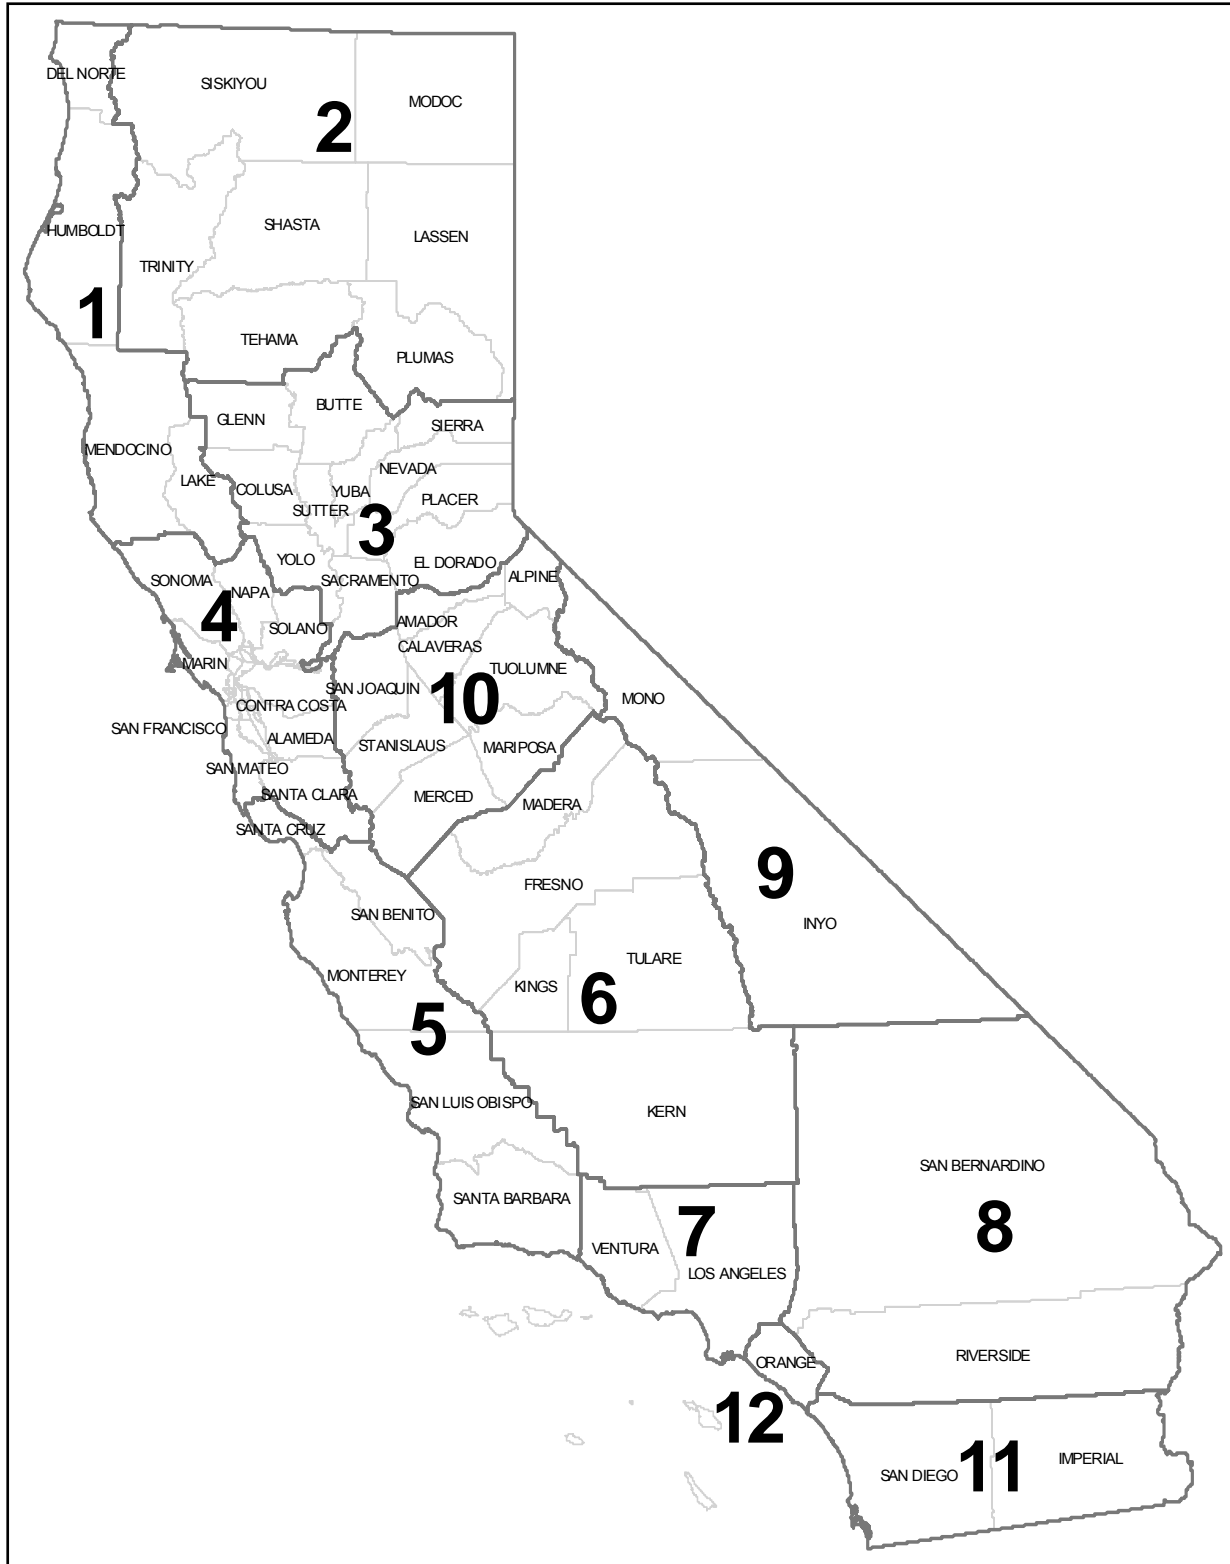 DEL NORTE
SISKIYOU
MODOC
2
HUMBOLDT
SHASTA
LASSEN
TRINITY
1
TEHAMA
PLUMAS
BUTTE
GLENN
SIERRA
MENDOCINO
LAKE
COLUSA
NEVADA
YUBA
PLACER
SUTTER
3
YOLO
EL DORADO
SONOMA
NAPA
SACRAMENTO
ALPINE
4
SOLANO
AMADOR
CALAVERAS
MARIN
TUOLUMNE
SAN JOAQUIN
10
MONO
CONTRA COSTA
SAN FRANCISCO
ALAMEDA
STANISLAUS
MARIPOSA
SAN MATEO
SANTA CLARA
MERCED
MADERA
SANTA CRUZ
9
FRESNO
SAN BENITO
INYO
MONTEREY
TULARE
KINGS
6
5
SAN LUIS OBISPO
KERN
SAN BERNARDINO
SANTA BARBARA
7
8
VENTURA
LOS ANGELES
ORANGE
RIVERSIDE
12
SAN DIEGO
11
IMPERIAL